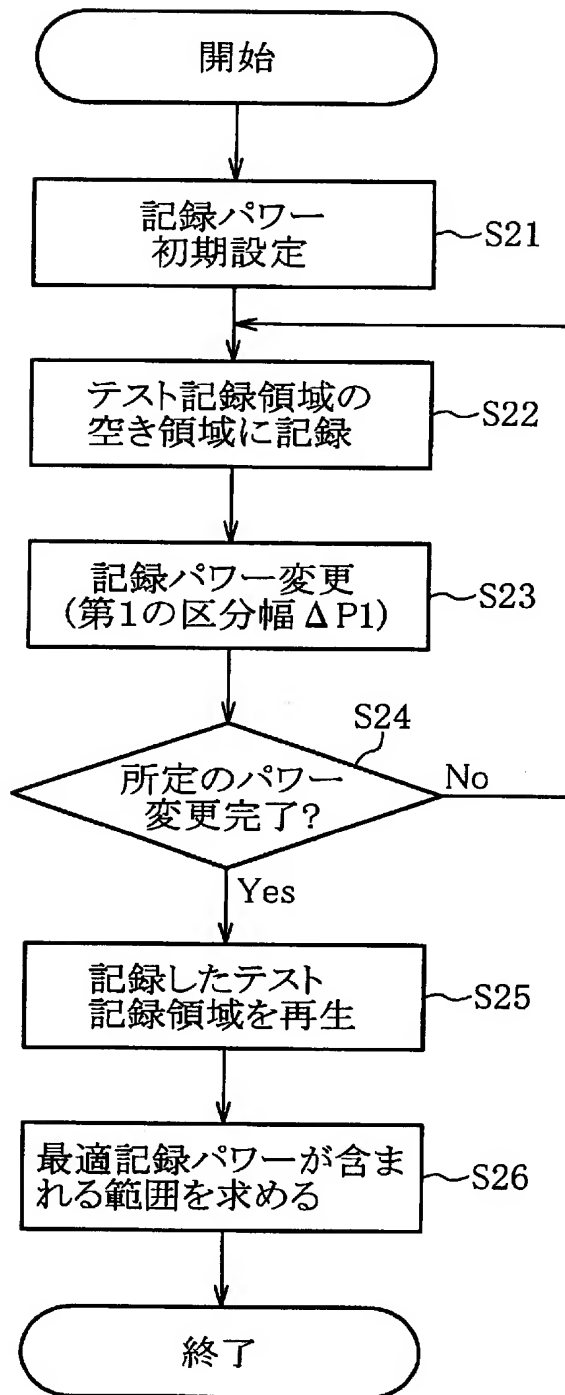 開始
記録パワー
初期設定
S21
テスト記録領域の
空き領域に記録
S22
記録パワー変更
(第1の区分幅ΔP1)
S23
S24
所定のパワー
変更完了?
No
Yes
記録したテスト
記録領域を再生
S25
最適記録パワーが含ま
れる範囲を求める
S26
終了